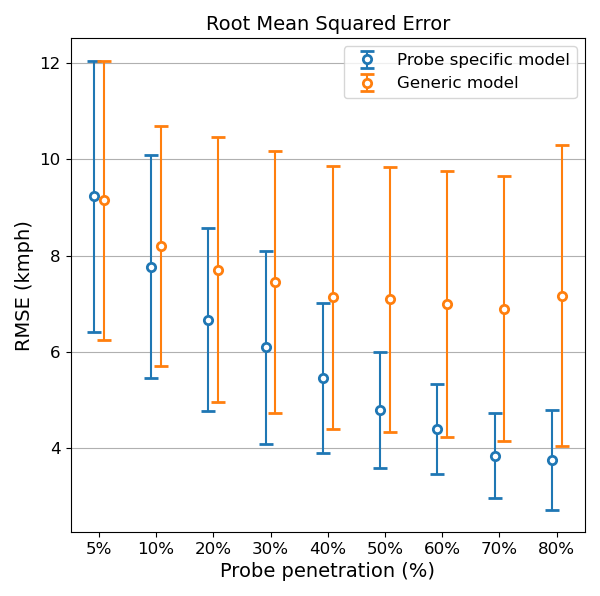 Root Mean Squared Error
Probe specific model
Generic model
RMSE (kmph)
12
10
8
6
4
5% 10% 20% 30% 40% 50% 60% 70% 80%
Probe penetration (%)